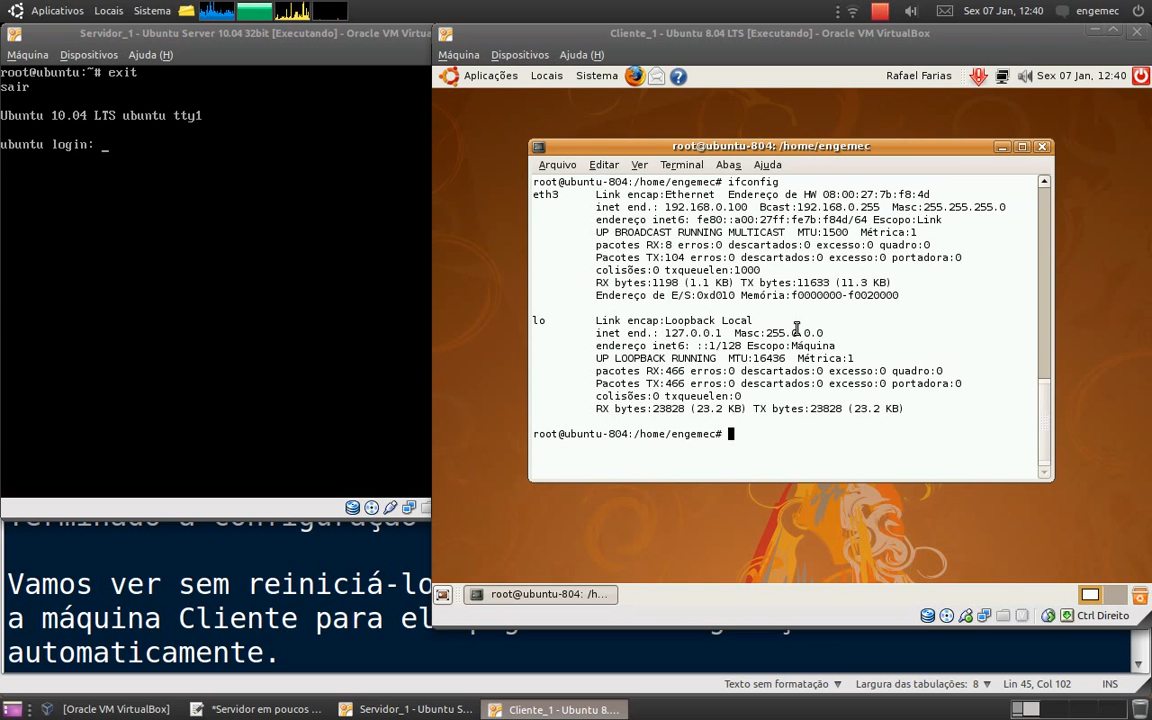 Aplicativos Locais Sistema Sex 07 Jan, 12:40 engemec
Servidor_1 - Ubuntu Server 10.04 32bit [Executando] - Oracle VM Virtual
Máquina Dispositivos Ajuda (H)
root@ubuntu:~# exit
sair
Ubuntu 10.04 LTS ubuntu tty1
ubuntu login: _
Cliente_1 - Ubuntu 8.04 LTS [Executando] - Oracle VM VirtualBox
Máquina Dispositivos Ajuda (H)
Aplicações Locais Sistema Rafael Farias Sex 07 Jan, 12:40
root@ubuntu-804: /home/engemec
Arquivo Editar Ver Terminal Abas Ajuda
root@ubuntu-804:/home/engemec# ifconfig
eth3 Link encap:Ethernet Endereço de HW 08:00:27:7b:f8:4d
inet end.: 192.168.0.100 Bcast:192.168.0.255 Masc:255.255.255.0
endereço inet6: fe80::a00:27ff:fe7b:f84d/64 Escopo:Link
UP BROADCAST RUNNING MULTICAST MTU:1500 Métrica:1
pacotes RX:8 erros:0 descartados:0 excesso:0 quadro:0
Pacotes TX:104 erros:0 descartados:0 excesso:0 portadora:0
colisões:0 txqueuelen:1000
RX bytes:1198 (1.1 KB) TX bytes:11633 (11.3 KB)
Endereço de E/S:0xd010 Memória:f0000000-f0020000
lo Link encap:Loopback Local
inet end.: 127.0.0.1 Masc:255.0.0.0
endereço inet6: ::1/128 Escopo:Máquina
UP LOOPBACK RUNNING MTU:16436 Métrica:1
pacotes RX:466 erros:0 descartados:0 excesso:0 quadro:0
Pacotes TX:466 erros:0 descartados:0 excesso:0 portadora:0
colisões:0 txqueuelen:0
RX bytes:23828 (23.2 KB) TX bytes:23828 (23.2 KB)
root@ubuntu-804:/home/engemec#
root@ubuntu-804: /h...
Ctrl Direito
Terminado a configuração
Vamos ver sem reiniciá-lo
a máquina Cliente para el
automaticamente.
Texto sem formatação Largura das tabulações: 8 Lin 45, Col 102 INS
[Oracle VM VirtualBox] *Servidor em poucos ... Servidor_1 - Ubuntu S... Cliente_1 - Ubuntu 8....